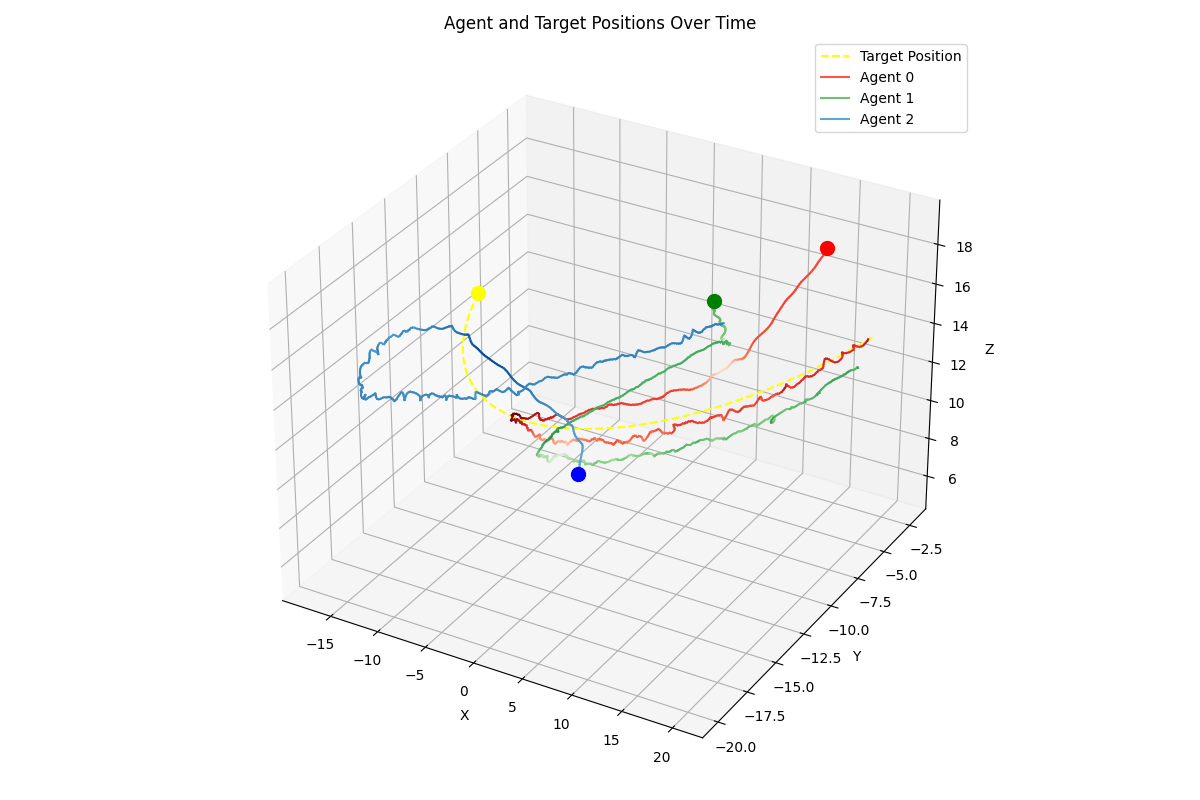 Agent and Target Positions Over Time
Target Position
Agent 0
Agent 1
Agent 2
18
16
14
12
10
8
6
Z
−2.5
−5.0
−7.5
−10.0
−12.5
−15.0
−17.5
−20.0
Y
−15
−10
−5
0
5
10
15
20
X